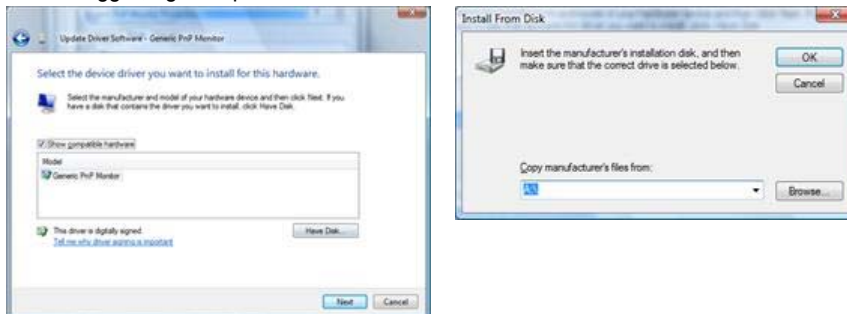 Update Driver Software - Generic PnP Monitor
Select the device driver you want to install for this hardware.
Select the manufacturer and model of your hardware device and then click Next. If you
have a disk that contains the driver you want to install, click Have Disk.
Show compatible hardware
Model
Generic PnP Monitor
This driver is digitally signed.
Tell me why driver signing is important
Have Disk...
Next
Cancel
Install From Disk
Insert the manufacturer's installation disk, and then
make sure that the correct drive is selected below.
OK
Cancel
Copy manufacturer's files from:
A:\
Browse...